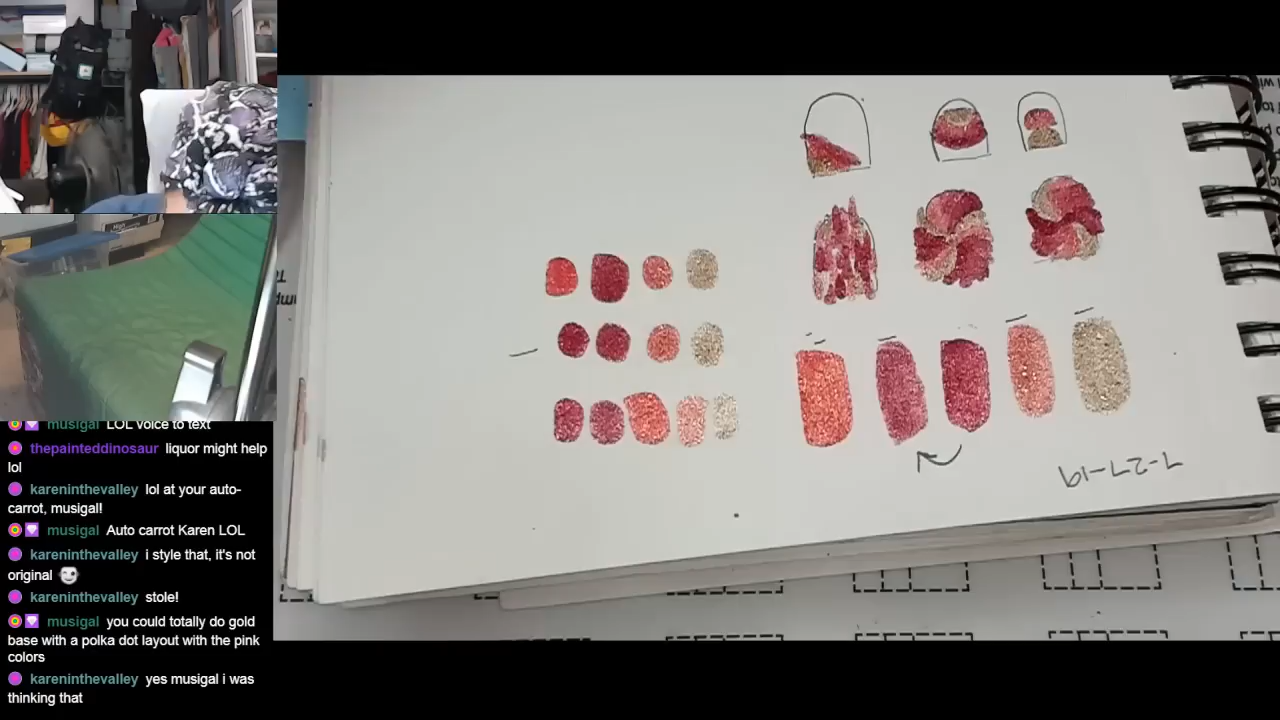 musigal LOL voice to text
thepainteddinosaur liquor might help
lol
kareninthevalley lol at your auto-
carrot, musigal!
musigal Auto carrot Karen LOL
kareninthevalley i style that, it's not
original
kareninthevalley stole!
musigal you could totally do gold
base with a polka dot layout with the pink
colors
kareninthevalley yes musigal i was
thinking that
7-27-19